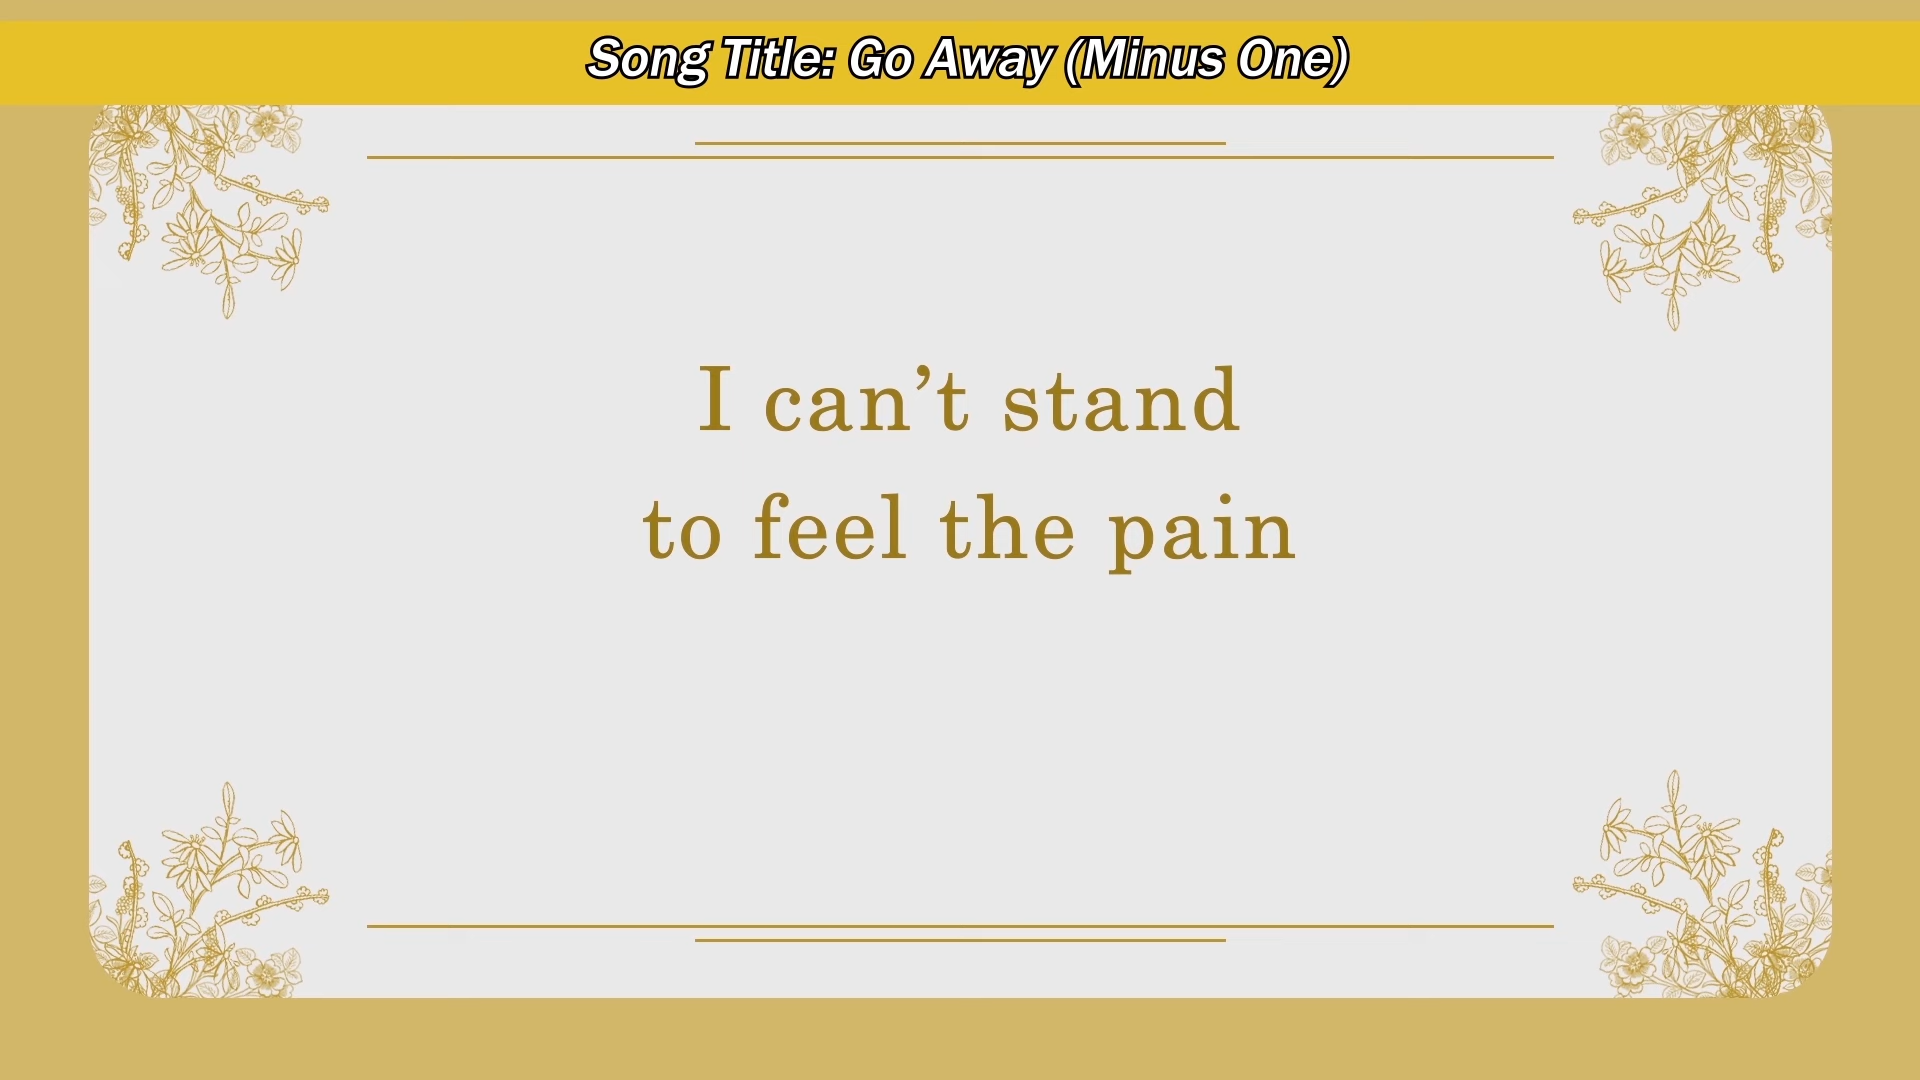 Song Title: Go Away (Minus One)
I can’t stand
to feel the pain